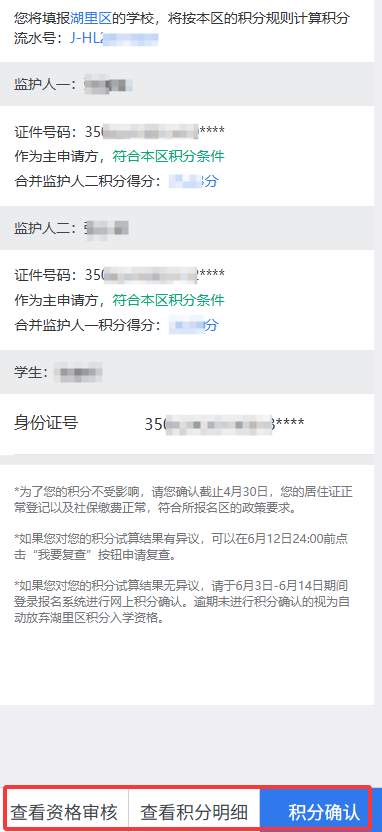 您将填报湖里区的学校，将按本区的积分规则计算积分
流水号：J-HL2
监护人一：
证件号码：350****
作为主申请方，符合本区积分条件
合并监护人二积分得分：分
监护人二：
证件号码：350****
作为主申请方，符合本区积分条件
合并监护人一积分得分：分
学生：
身份证号 350****
*为了您的积分不受影响，请您确认截止4月30日，您的居住证正
常登记以及社保缴费正常，符合所报名区的政策要求。
*如果您对您的积分试算结果有异议，可以在6月12日24:00前点
击“我要复查”按钮申请复查。
*如果您对您的积分试算结果无异议，请于6月3日-6月14日期间
登录报名系统进行网上积分确认。逾期未进行积分确认的视为自
动放弃湖里区积分入学资格。
查看资格审核 查看积分明细 积分确认